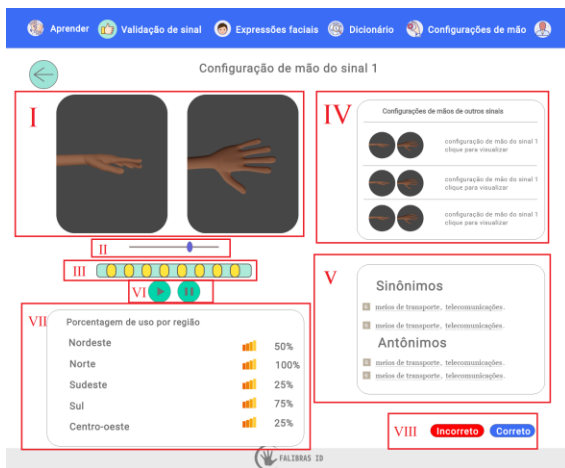 Aprender Validação de sinal Expressões faciais Dicionário Configurações de mão
Configuração de mão do sinal 1
I
II
III
VI
IV
Configurações de mãos de outros sinais
configuração de mão do sinal 1
clique para visualizar
configuração de mão do sinal 1
clique para visualizar
configuração de mão do sinal 1
clique para visualizar
V
Sinônimos
meios de transporte, telecomunicações.
meios de transporte, telecomunicações.
Antônimos
meios de transporte, telecomunicações.
meios de transporte, telecomunicações.
VII
Porcentagem de uso por região
Nordeste 50%
Norte 100%
Sudeste 25%
Sul 75%
Centro-oeste 25%
VIII Incorreto Correto
FALIBRAS ID